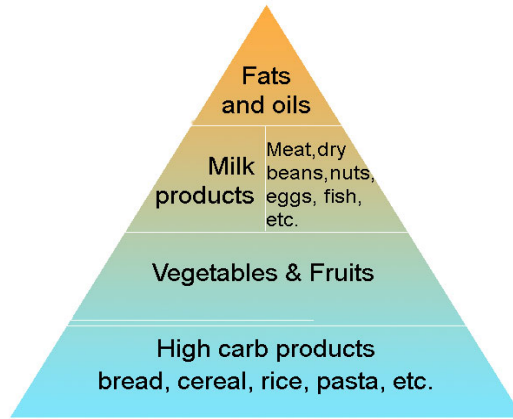 Fats
and oils
Milk
products
Meat,dry
beans,nuts,
eggs, fish,
etc.
Vegetables & Fruits
High carb products
bread, cereal, rice, pasta, etc.